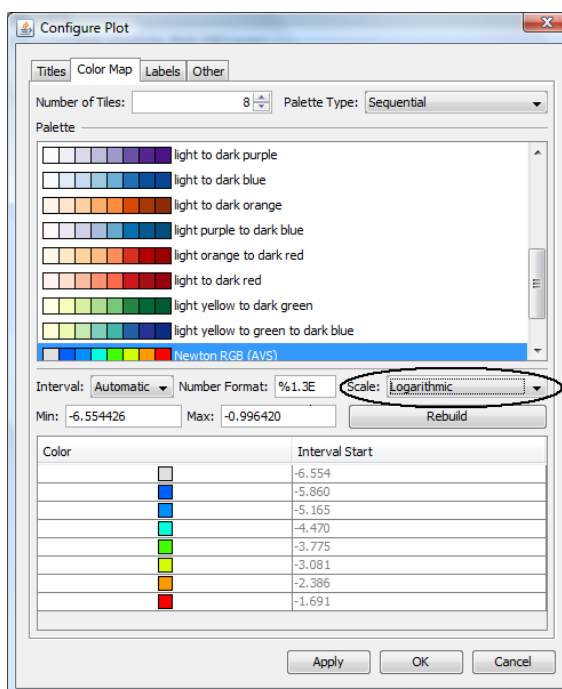 Configure Plot
Titles Color Map Labels Other
Number of Tiles: 8 Palette Type: Sequential
Palette
light to dark purple
light to dark blue
light to dark orange
light purple to dark blue
light orange to dark red
light to dark red
light yellow to dark green
light yellow to green to dark blue
Newton RGB (AVS)
Interval: Automatic Number Format: %1.3E Scale: Logarithmic
Min: -6.554426 Max: -0.996420 Rebuild
Color Interval Start
-6.554
-5.860
-5.165
-4.470
-3.775
-3.081
-2.386
-1.691
Apply OK Cancel